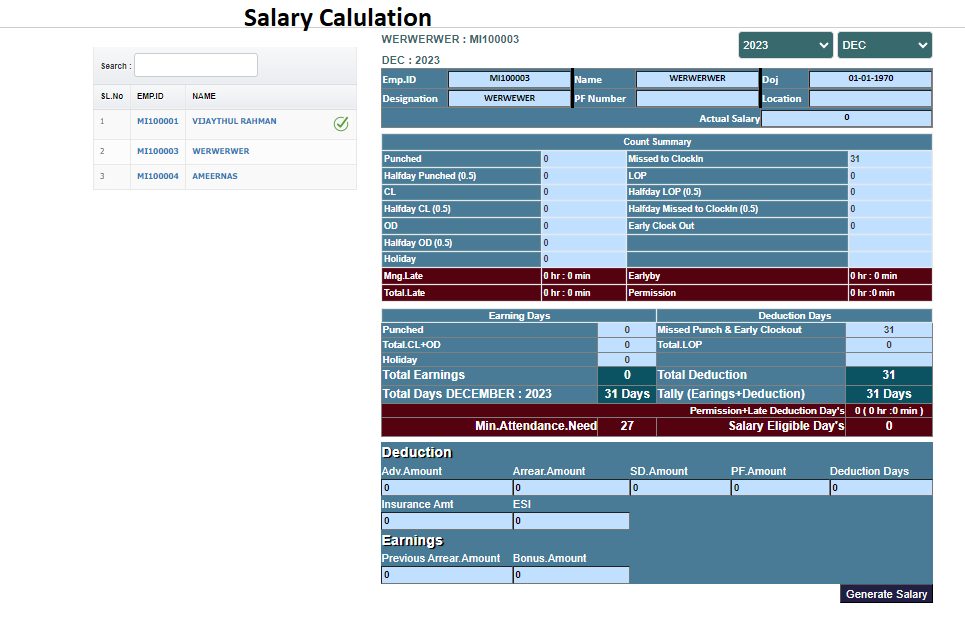 Salary Calulation
WERWERWER : MI100003
2023 DEC
DEC : 2023
Search :
SL.No EMP.ID NAME
1 MI100001 VIJAYTHUL RAHMAN
2 MI100003 WERWERWER
3 MI100004 AMEERNAS
Emp.ID MI100003 Name WERWERWER Doj 01-01-1970
Designation WERWEWER PF Number Location
Actual Salary 0
Count Summary
Punched 0 Missed to ClockIn 31
Halfday Punched (0.5) 0 LOP 0
CL 0 Halfday LOP (0.5) 0
Halfday CL (0.5) 0 Halfday Missed to ClockIn (0.5) 0
OD 0 Early Clock Out 0
Halfday OD (0.5) 0
Holiday 0
Mng.Late 0 hr : 0 min Earlyby 0 hr : 0 min
Total.Late 0 hr : 0 min Permission 0 hr :0 min
Earning Days Deduction Days
Punched 0 Missed Punch & Early Clockout 31
Total.CL+OD 0 Total.LOP 0
Holiday 0
Total Earnings 0 Total Deduction 31
Total Days DECEMBER : 2023 31 Days Tally (Earings+Deduction) 31 Days
Permission+Late Deduction Day's 0 ( 0 hr :0 min )
Min.Attendance.Need 27 Salary Eligible Day's 0
Deduction
Adv.Amount Arrear.Amount SD.Amount PF.Amount Deduction Days
0 0 0 0 0
Insurance Amt ESI
0 0
Earnings
Previous Arrear.Amount Bonus.Amount
0 0
Generate Salary